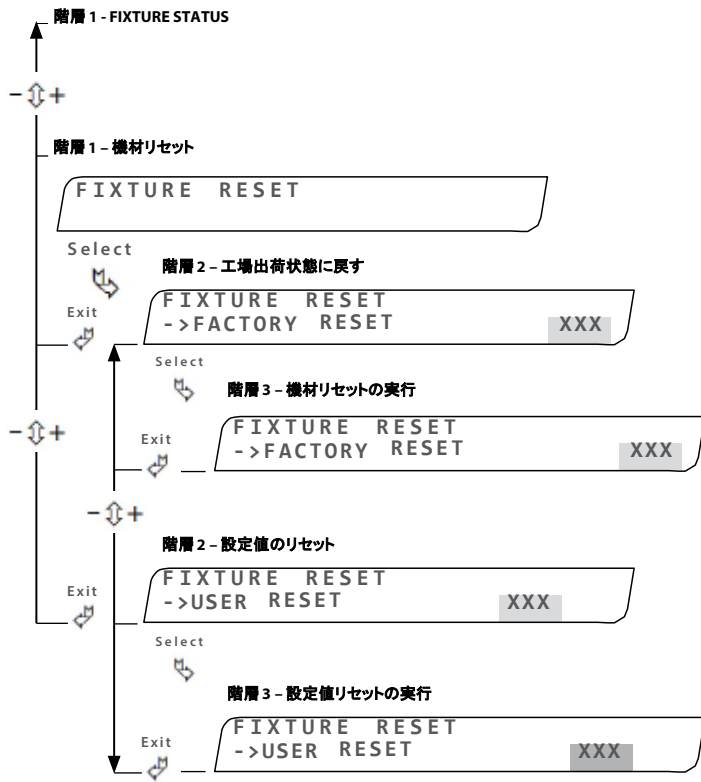 階層 1 - FIXTURE STATUS
- +
階層 1 – 機材リセット
FIXTURE RESET
Select
階層 2 – 工場出荷状態に戻す
Exit
FIXTURE RESET
->FACTORY RESET XXX
Select
階層 3 – 機材リセットの実行
- +
Exit
FIXTURE RESET
->FACTORY RESET XXX
- +
階層 2 – 設定値のリセット
Exit
FIXTURE RESET
->USER RESET XXX
Select
階層 3 – 設定値リセットの実行
Exit
FIXTURE RESET
->USER RESET XXX